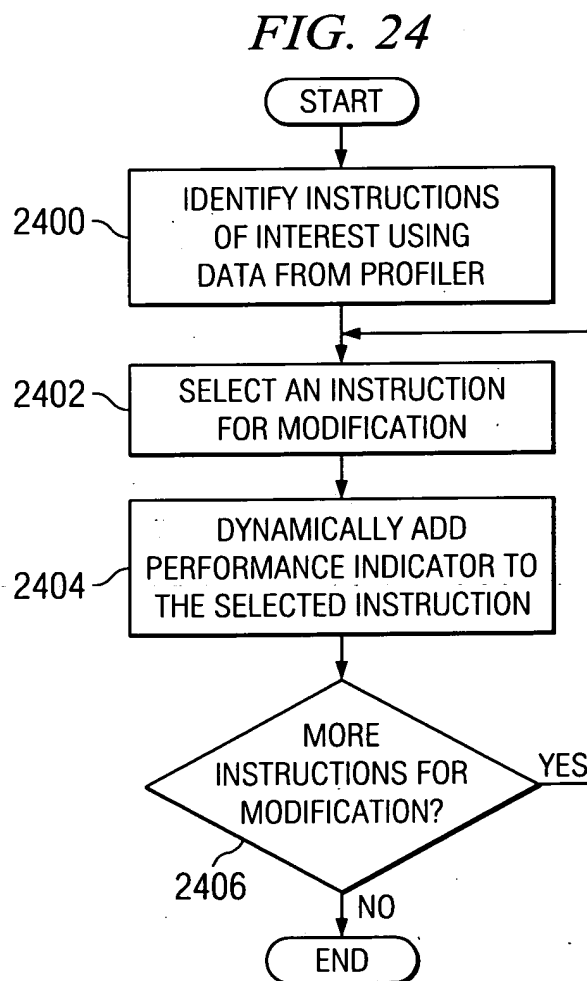 FIG. 24
START
2400
IDENTIFY INSTRUCTIONS
OF INTEREST USING
DATA FROM PROFILER
2402
SELECT AN INSTRUCTION
FOR MODIFICATION
2404
DYNAMICALLY ADD
PERFORMANCE INDICATOR TO
THE SELECTED INSTRUCTION
MORE
INSTRUCTIONS FOR
MODIFICATION?
YES
2406
NO
END